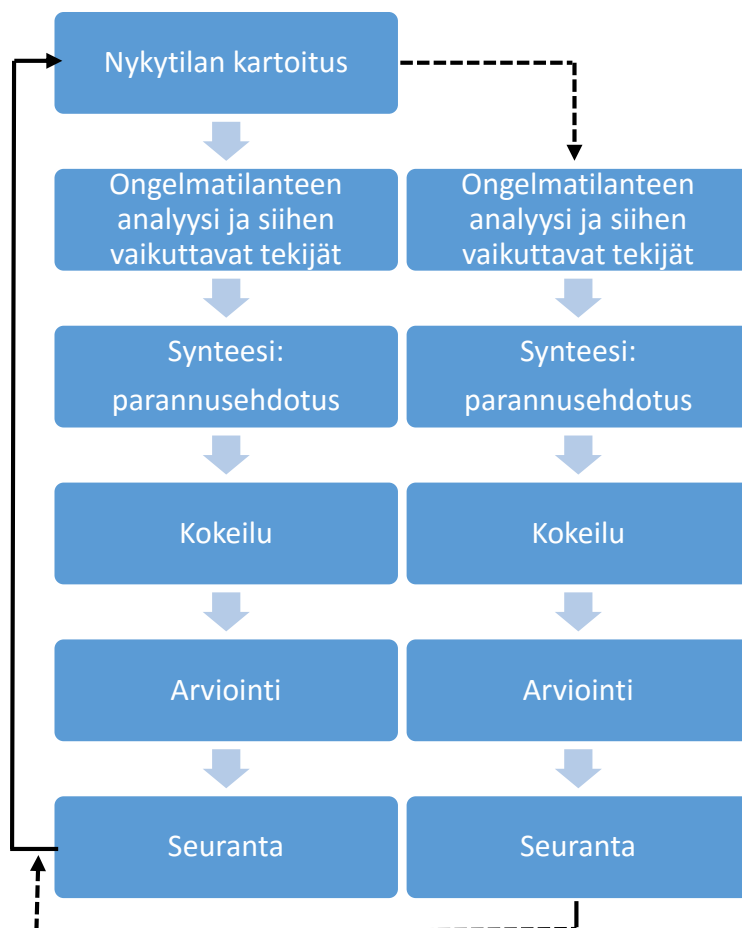 Nykytilan kartoitus
Ongelmatilanteen
analyysi ja siihen
vaikuttavat tekijät
Synteesi:
parannusehdotus
Kokeilu
Arviointi
Seuranta
Ongelmatilanteen
analyysi ja siihen
vaikuttavat tekijät
Synteesi:
parannusehdotus
Kokeilu
Arviointi
Seuranta